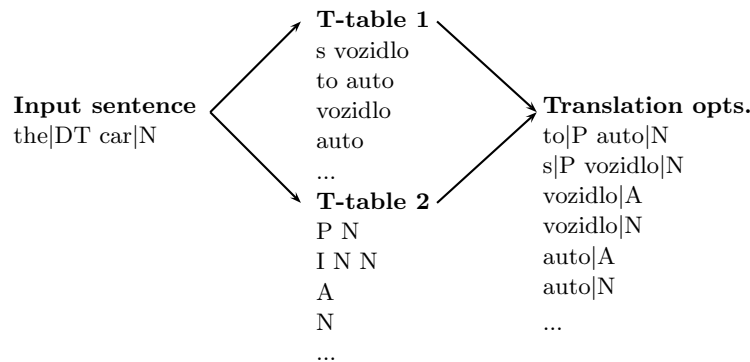 Input sentence
the|DT car|N
T-table 1
s vozidlo
to auto
vozidlo
auto
...
T-table 2
P N
I N N
A
N
...
Translation opts.
to|P auto|N
s|P vozidlo|N
vozidlo|A
vozidlo|N
auto|A
auto|N
...